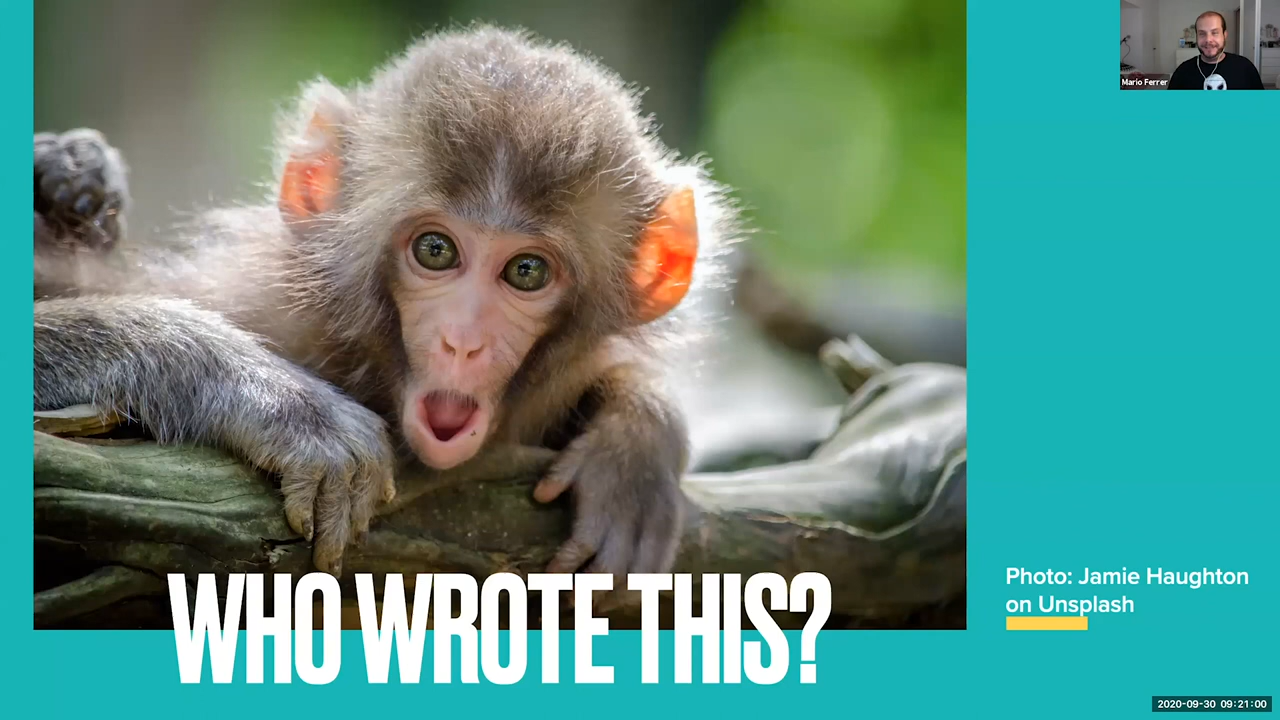 Mario Ferrer
WHO WROTE THIS?
Photo: Jamie Haughton
on Unsplash
2020-09-30 09:21:00